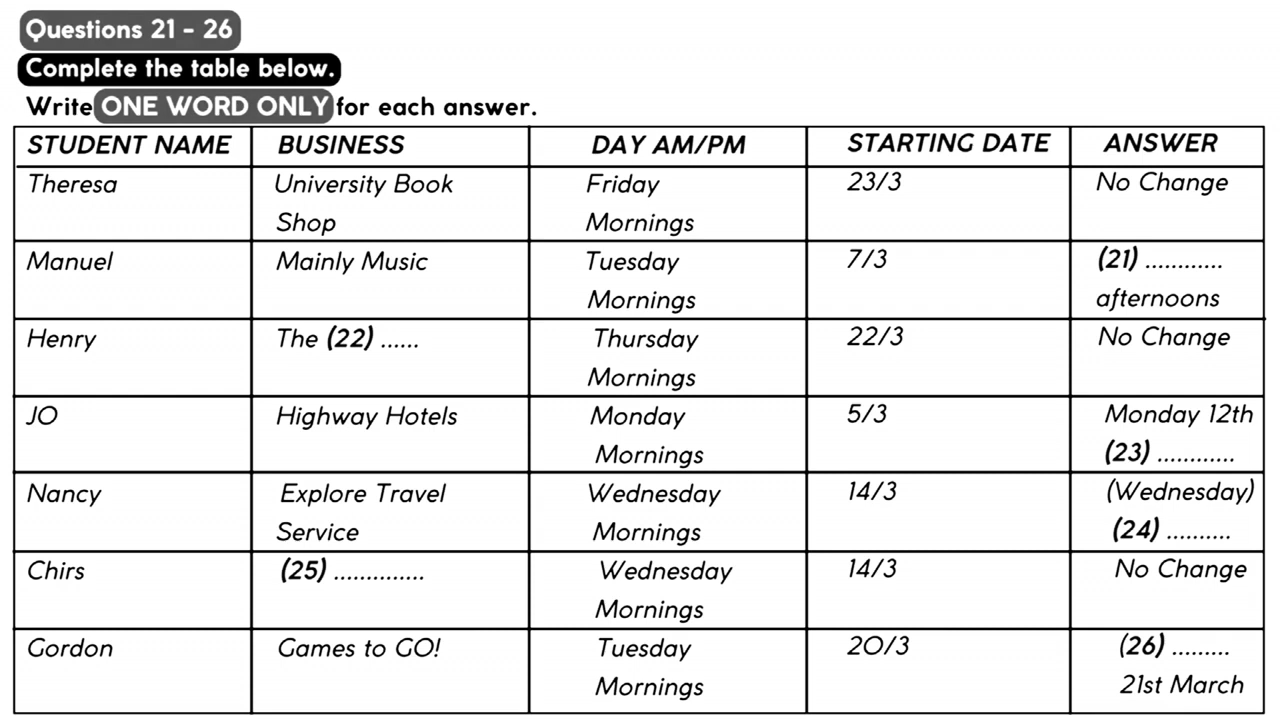 Questions 21 - 26
Complete the table below.
Write ONE WORD ONLY for each answer.
STUDENT NAME BUSINESS DAY AM/PM STARTING DATE ANSWER
Theresa University Book Friday 23/3 No Change
Shop Mornings
Manuel Mainly Music Tuesday 7/3 (21) ............
Mornings afternoons
Henry The (22) ...... Thursday 22/3 No Change
Mornings
JO Highway Hotels Monday 5/3 Monday 12th
Mornings (23) ............
Nancy Explore Travel Wednesday 14/3 (Wednesday)
Service Mornings (24) ..........
Chirs (25) .............. Wednesday 14/3 No Change
Mornings
Gordon Games to GO! Tuesday 20/3 (26) .........
Mornings 21st March